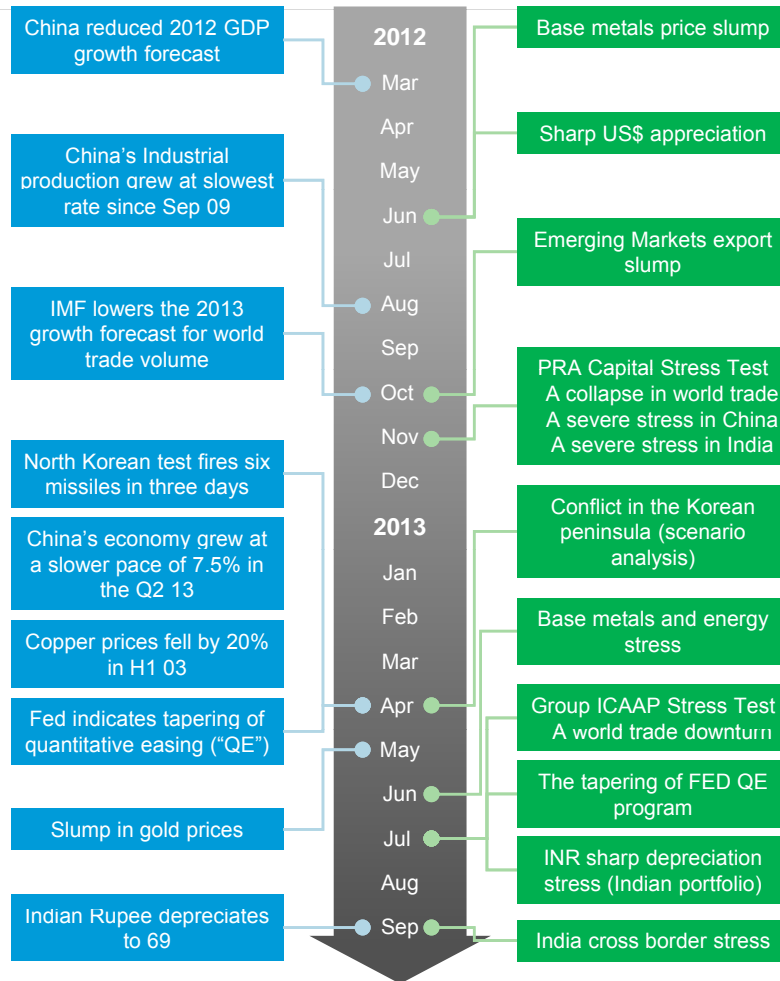 China reduced 2012 GDP
growth forecast
China's Industrial
production grew at slowest
rate since Sep 09
IMF lowers the 2013
growth forecast for world
trade volume
North Korean test fires six
missiles in three days
China's economy grew at
a slower pace of 7.5% in
the Q2 13
Copper prices fell by 20%
in H1 03
Fed indicates tapering of
quantitative easing ("QE")
Slump in gold prices
Indian Rupee depreciates
to 69
2012
Mar
Apr
May
Jun
Jul
Aug
Sep
Oct
Nov
Dec
2013
Jan
Feb
Mar
Apr
May
Jun
Jul
Aug
Sep
Base metals price slump
Sharp US$ appreciation
Emerging Markets export
slump
PRA Capital Stress Test
A collapse in world trade
A severe stress in China
A severe stress in India
Conflict in the Korean
peninsula (scenario
analysis)
Base metals and energy
stress
Group ICAAP Stress Test
A world trade downturn
The tapering of FED QE
program
INR sharp depreciation
stress (Indian portfolio)
India cross border stress